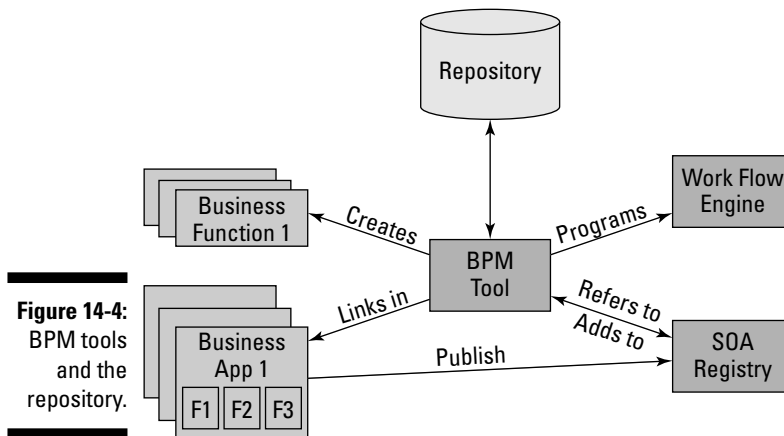 Repository
Business
Function 1
Creates
Programs
Work Flow
Engine
BPM
Tool
Links in
Refers to
Adds to
Business
App 1
F1 F2 F3
Publish
SOA
Registry
Figure 14-4:
BPM tools
and the
repository.